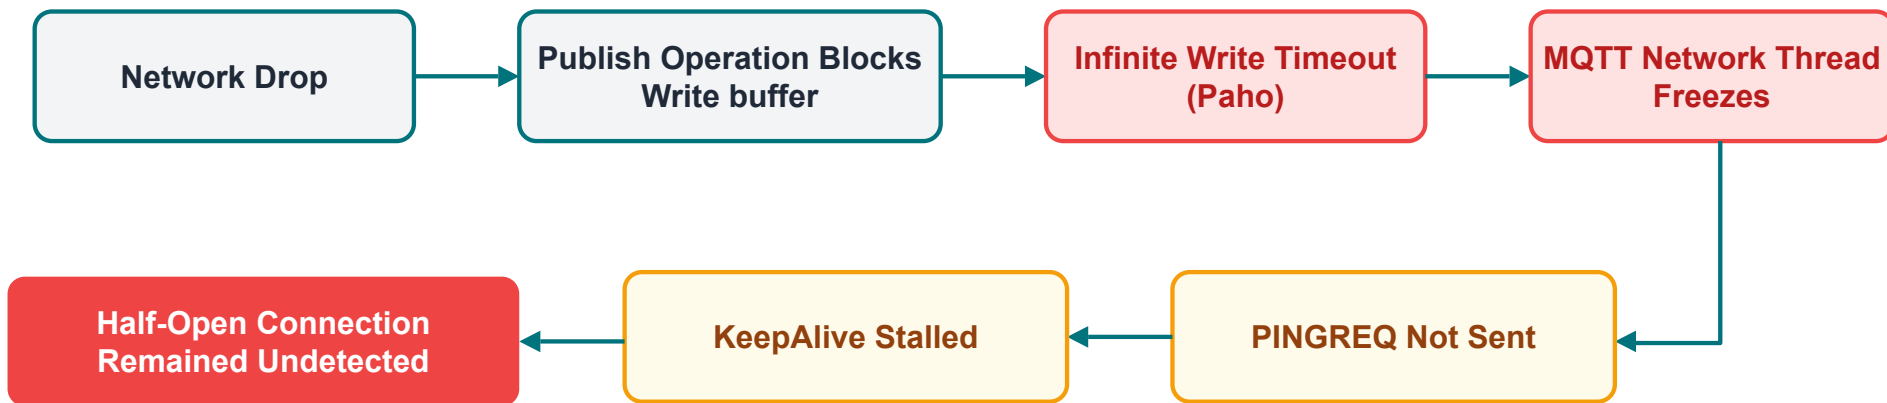 Network Drop
Publish Operation Blocks
Write buffer
Infinite Write Timeout
(Paho)
MQTT Network Thread
Freezes
PINGREQ Not Sent
KeepAlive Stalled
Half-Open Connection
Remained Undetected